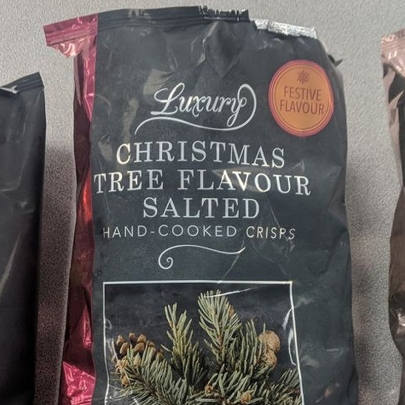 Luxury
FESTIVE
FLAVOUR
CHRISTMAS
TREE FLAVOUR
SALTED
HAND-COOKED CRISPS